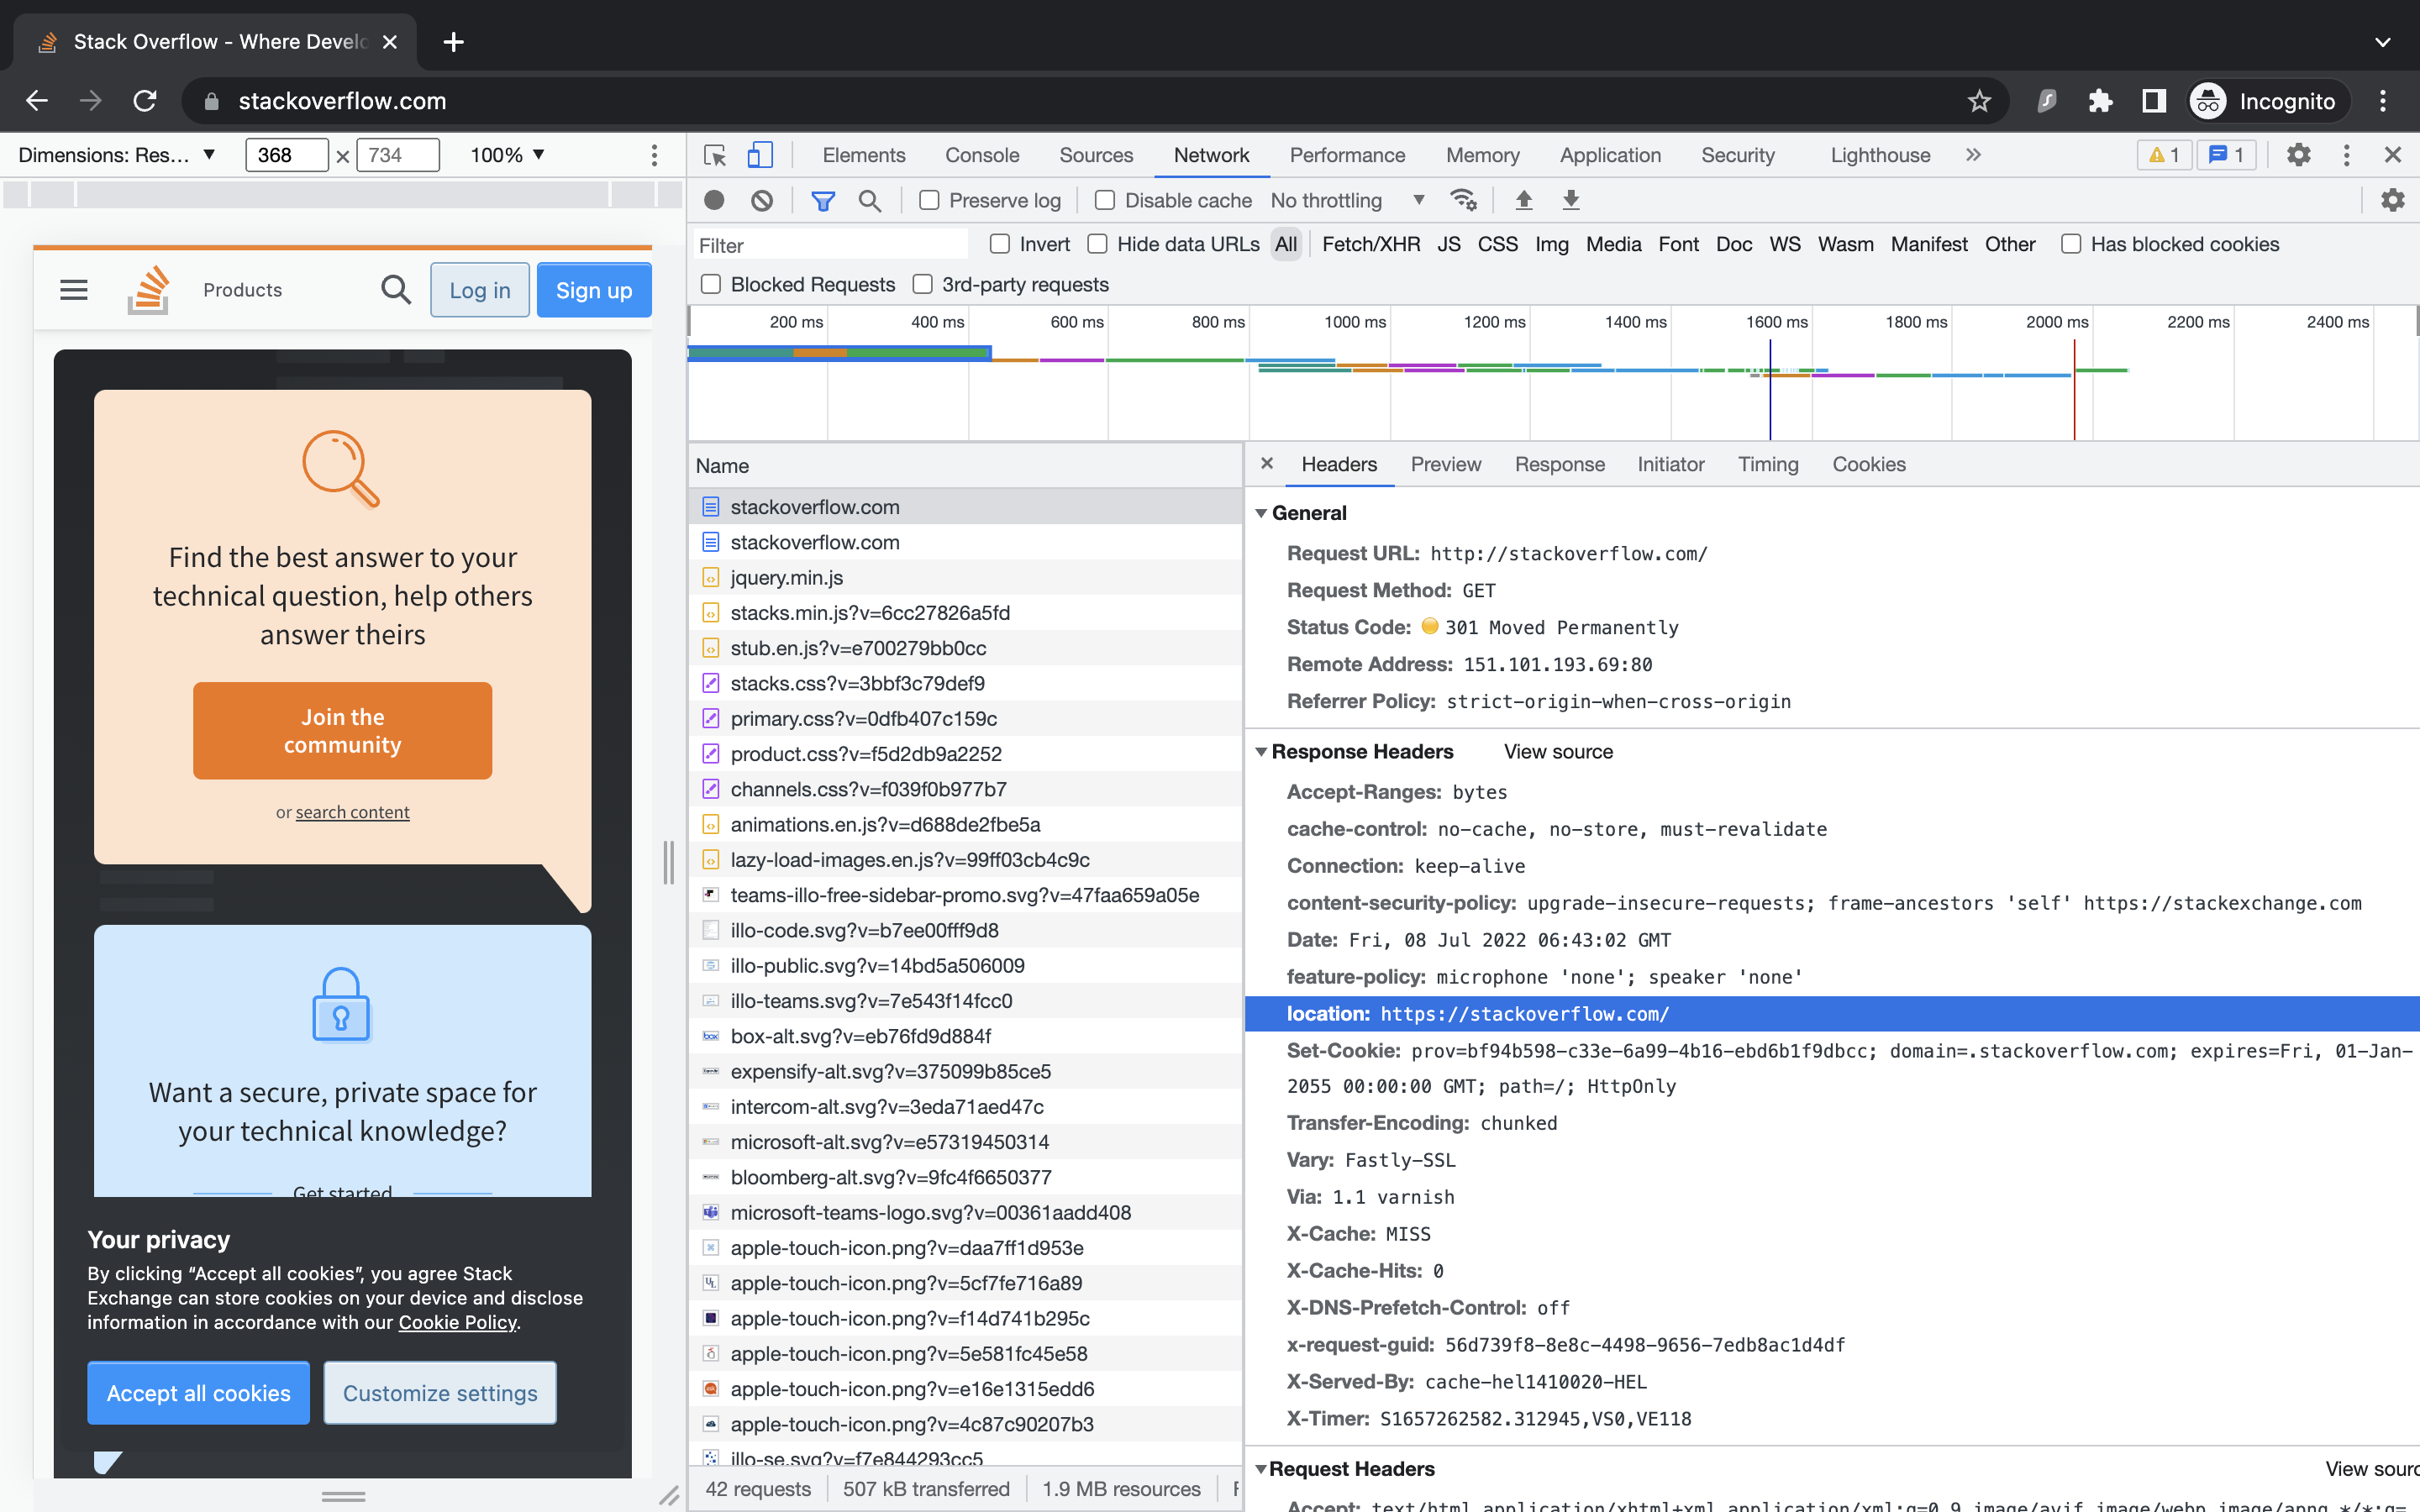 Stack Overflow - Where Develo
stackoverflow.com
Incognito
Dimensions: Res... ▼ 368 × 734 100% ▼
Products Log in Sign up
Find the best answer to your
technical question, help others
answer theirs
Join the
community
or search content
Want a secure, private space for
your technical knowledge?
Get started
Your privacy
By clicking “Accept all cookies”, you agree Stack
Exchange can store cookies on your device and disclose
information in accordance with our Cookie Policy.
Accept all cookies Customize settings
Elements Console Sources Network Performance Memory Application Security Lighthouse » 1 1
Preserve log Disable cache No throttling ▼
Filter Invert Hide data URLs All Fetch/XHR JS CSS Img Media Font Doc WS Wasm Manifest Other Has blocked cookies
Blocked Requests 3rd-party requests
200 ms 400 ms 600 ms 800 ms 1000 ms 1200 ms 1400 ms 1600 ms 1800 ms 2000 ms 2200 ms 2400 ms
Name
stackoverflow.com
stackoverflow.com
jquery.min.js
stacks.min.js?v=6cc27826a5fd
stub.en.js?v=e700279bb0cc
stacks.css?v=3bbf3c79def9
primary.css?v=0dfb407c159c
product.css?v=f5d2db9a2252
channels.css?v=f039f0b977b7
animations.en.js?v=d688de2fbe5a
lazy-load-images.en.js?v=99ff03cb4c9c
teams-illo-free-sidebar-promo.svg?v=47faa659a05e
illo-code.svg?v=b7ee00fff9d8
illo-public.svg?v=14bd5a506009
illo-teams.svg?v=7e543f14fcc0
box-alt.svg?v=eb76fd9d884f
expensify-alt.svg?v=375099b85ce5
intercom-alt.svg?v=3eda71aed47c
microsoft-alt.svg?v=e57319450314
bloomberg-alt.svg?v=9fc4f6650377
microsoft-teams-logo.svg?v=00361aadd408
apple-touch-icon.png?v=daa7ff1d953e
apple-touch-icon.png?v=5cf7fe716a89
apple-touch-icon.png?v=f14d741b295c
apple-touch-icon.png?v=5e581fc45e58
apple-touch-icon.png?v=e16e1315edd6
apple-touch-icon.png?v=4c87c90207b3
illo-se.svg?v=f7e844293cc5
42 requests 507 kB transferred 1.9 MB resources
Headers Preview Response Initiator Timing Cookies
General
Request URL: http://stackoverflow.com/
Request Method: GET
Status Code: 301 Moved Permanently
Remote Address: 151.101.193.69:80
Referrer Policy: strict-origin-when-cross-origin
Response Headers View source
Accept-Ranges: bytes
cache-control: no-cache, no-store, must-revalidate
Connection: keep-alive
content-security-policy: upgrade-insecure-requests; frame-ancestors 'self' https://stackexchange.com
Date: Fri, 08 Jul 2022 06:43:02 GMT
feature-policy: microphone 'none'; speaker 'none'
location: https://stackoverflow.com/
Set-Cookie: prov=bf94b598-c33e-6a99-4b16-ebd6b1f9dbcc; domain=.stackoverflow.com; expires=Fri, 01-Jan-
2055 00:00:00 GMT; path=/; HttpOnly
Transfer-Encoding: chunked
Vary: Fastly-SSL
Via: 1.1 varnish
X-Cache: MISS
X-Cache-Hits: 0
X-DNS-Prefetch-Control: off
x-request-guid: 56d739f8-8e8c-4498-9656-7edb8ac1d4df
X-Served-By: cache-hel1410020-HEL
X-Timer: S1657262582.312945,VS0,VE118
Request Headers View sourc
Accept: text/html,application/xhtml+xml,application/xml;q=0.9,image/avif,image/webp,image/apng,*/*;q=